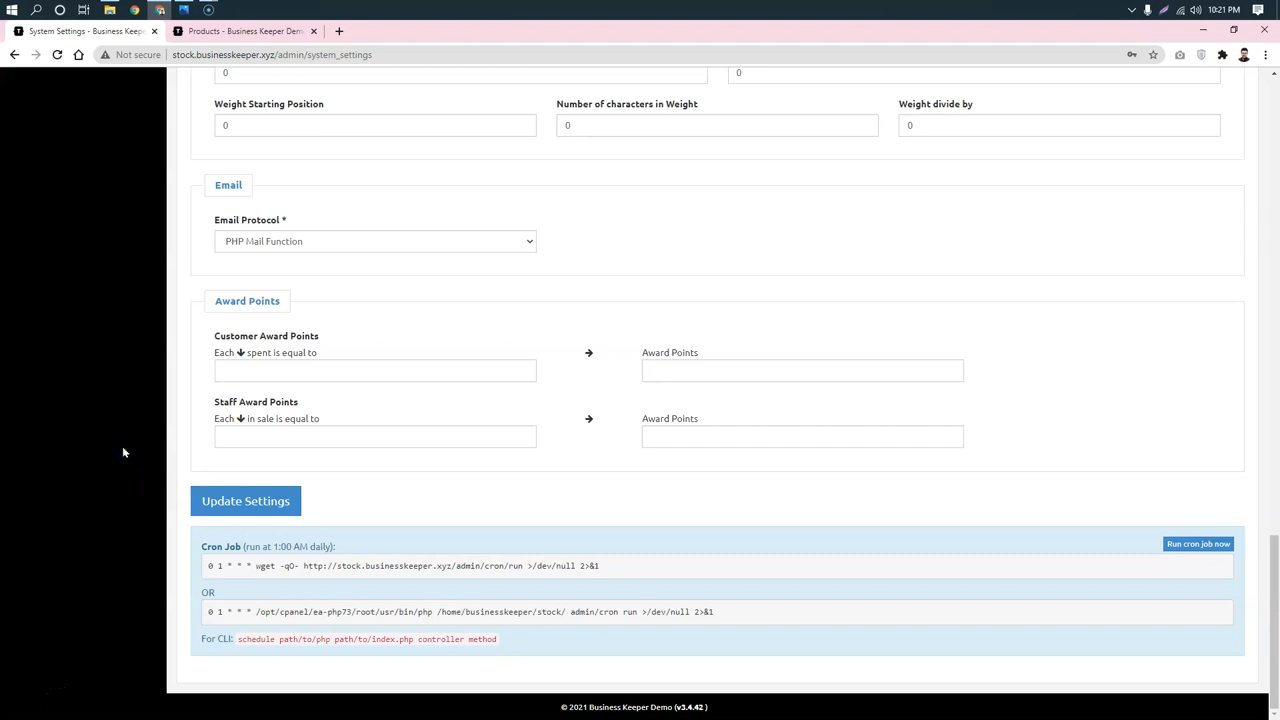 10:21 PM
System Settings - Business Keepe
Products - Business Keeper Demo
Not secure
stock.businesskeeper.xyz/admin/system_settings
0
0
Weight Starting Position
Number of characters in Weight
Weight divide by
0
0
0
Email
Email Protocol *
PHP Mail Function
Award Points
Customer Award Points
Each 🡫 spent is equal to
➔
Award Points
Staff Award Points
Each 🡫 in sale is equal to
➔
Award Points
Update Settings
Cron Job (run at 1:00 AM daily):
Run cron job now
0 1 * * * wget -qO- http://stock.businesskeeper.xyz/admin/cron/run >/dev/null 2>&1
OR
0 1 * * * /opt/cpanel/ea-php73/root/usr/bin/php /home/businesskeeper/stock/ admin/cron run >/dev/null 2>&1
For CLI: schedule path/to/php path/to/index.php controller method
© 2021 Business Keeper Demo (v3.4.42 )